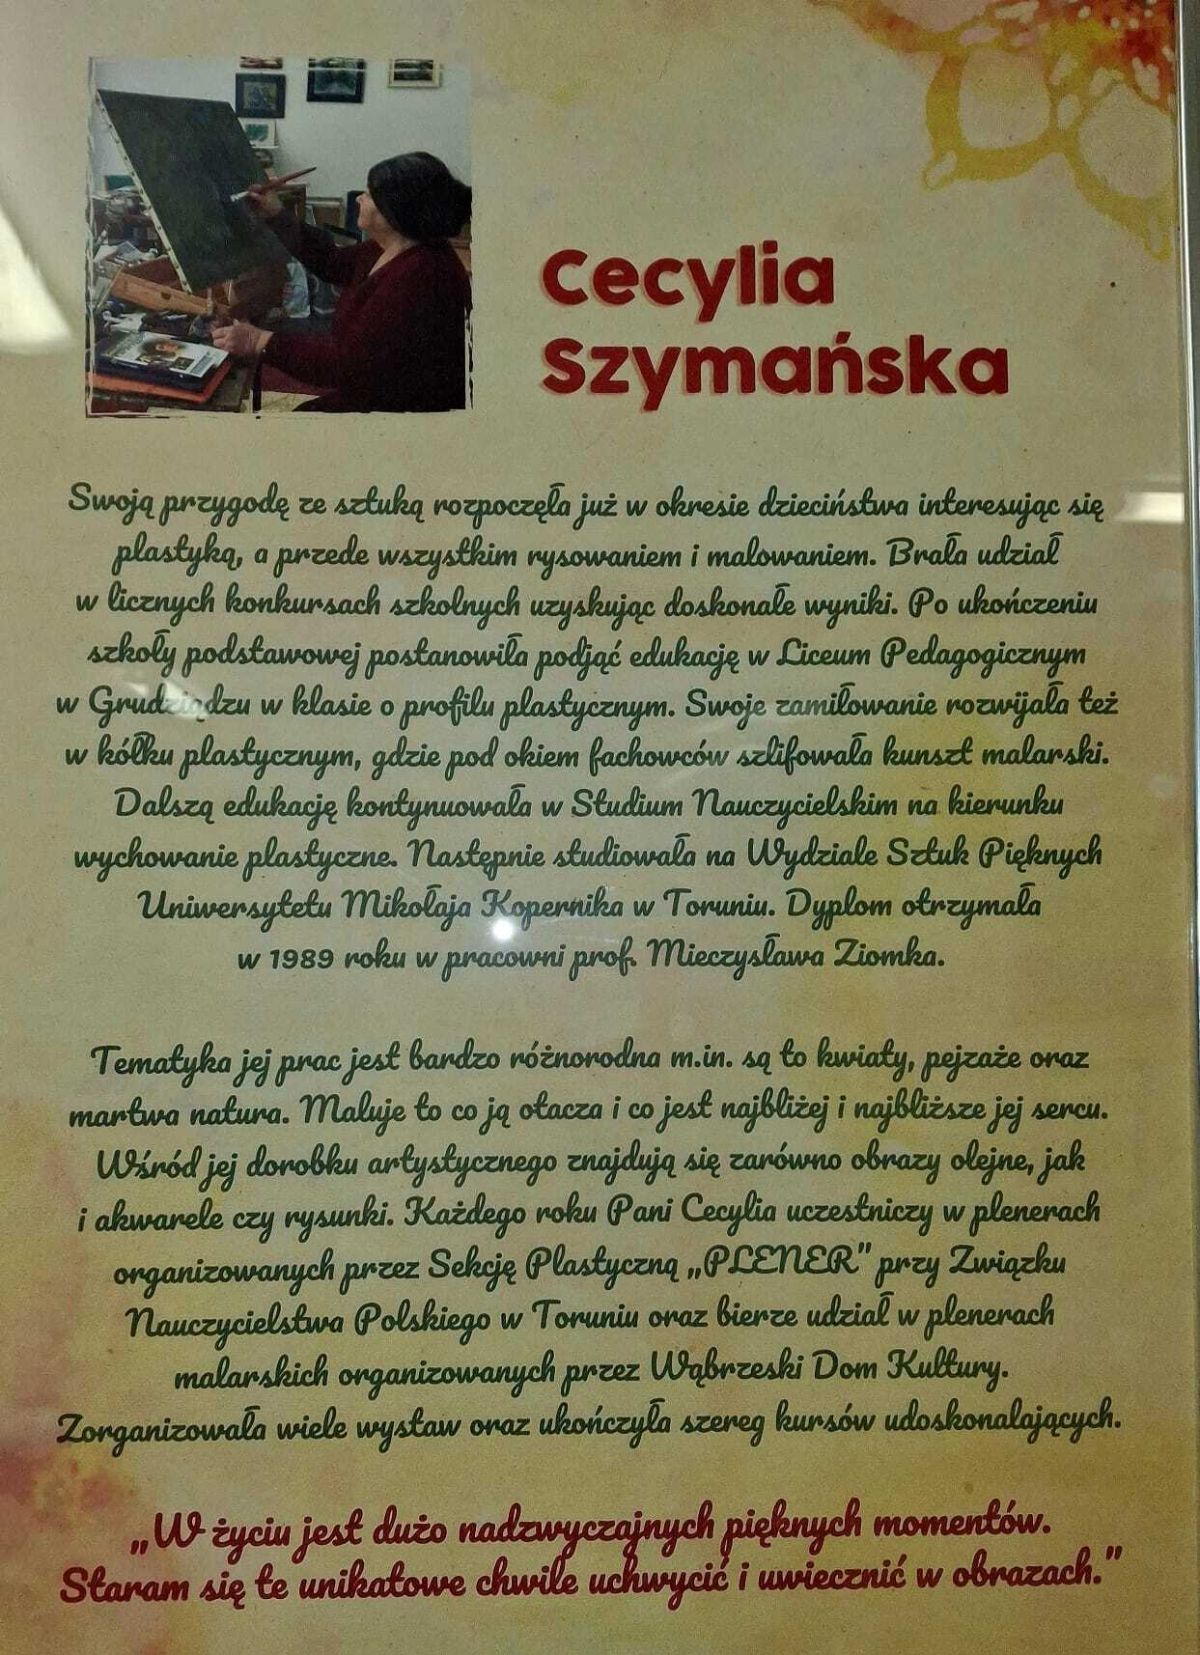 Cecylia
Szymańska
Swoją przygodę ze sztuką rozpoczęła już w okresie dzieciństwa interesując się
plastyką, a przede wszystkim rysowaniem i malowaniem. Brała udział
w licznych konkursach szkolnych uzyskując doskonałe wyniki. Po ukończeniu
szkoły podstawowej postanowiła podjąć edukację w Liceum Pedagogicznym
w Grudziądzu w klasie o profilu plastycznym. Swoje zamiłowanie rozwijała też
w kółku plastycznym, gdzie pod okiem fachowców szlifowała kunszt malarski.
Dalszą edukację kontynuowała w Studium Nauczycielskim na kierunku
wychowanie plastyczne. Następnie studiowała na Wydziale Sztuk Pięknych
Uniwersytetu Mikołaja Kopernika w Toruniu. Dyplom otrzymała
w 1989 roku w pracowni prof. Mieczysława Ziomka.
Tematyka jej prac jest bardzo różnorodna m.in. są to kwiaty, pejzaże oraz
martwa natura. Maluje to co ją otacza i co jest najbliżej i najbliższe jej sercu.
Wśród jej dorobku artystycznego znajdują się zarówno obrazy olejne, jak
i akwarele czy rysunki. Każdego roku Pani Cecylia uczestniczy w plenerach
organizowanych przez Sekcję Plastyczną „PLENER" przy Związku
Nauczycielstwa Polskiego w Toruniu oraz bierze udział w plenerach
malarskich organizowanych przez Wąbrzeski Dom Kultury.
Zorganizowała wiele wystaw oraz ukończyła szereg kursów udoskonalających.
„W życiu jest dużo nadzwyczajnych pięknych momentów.
Staram się te unikatowe chwile uchwycić i uwiecznić w obrazach."